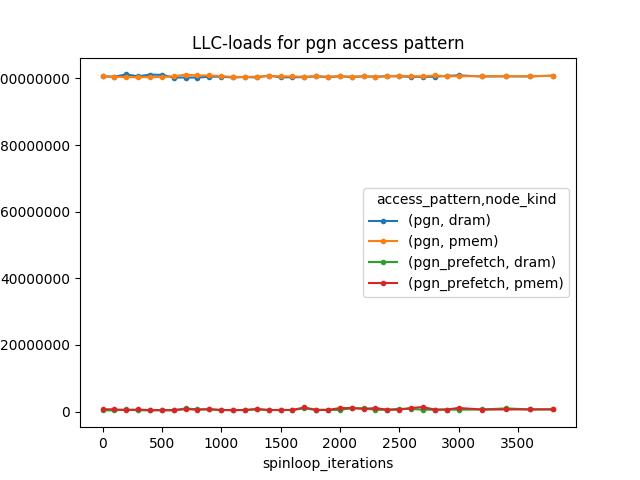 LLC-loads for pgn access pattern
00000000
80000000
60000000
40000000
20000000
0
access_pattern,node_kind
(pgn, dram)
(pgn, pmem)
(pgn_prefetch, dram)
(pgn_prefetch, pmem)
0 500 1000 1500 2000 2500 3000 3500
spinloop_iterations